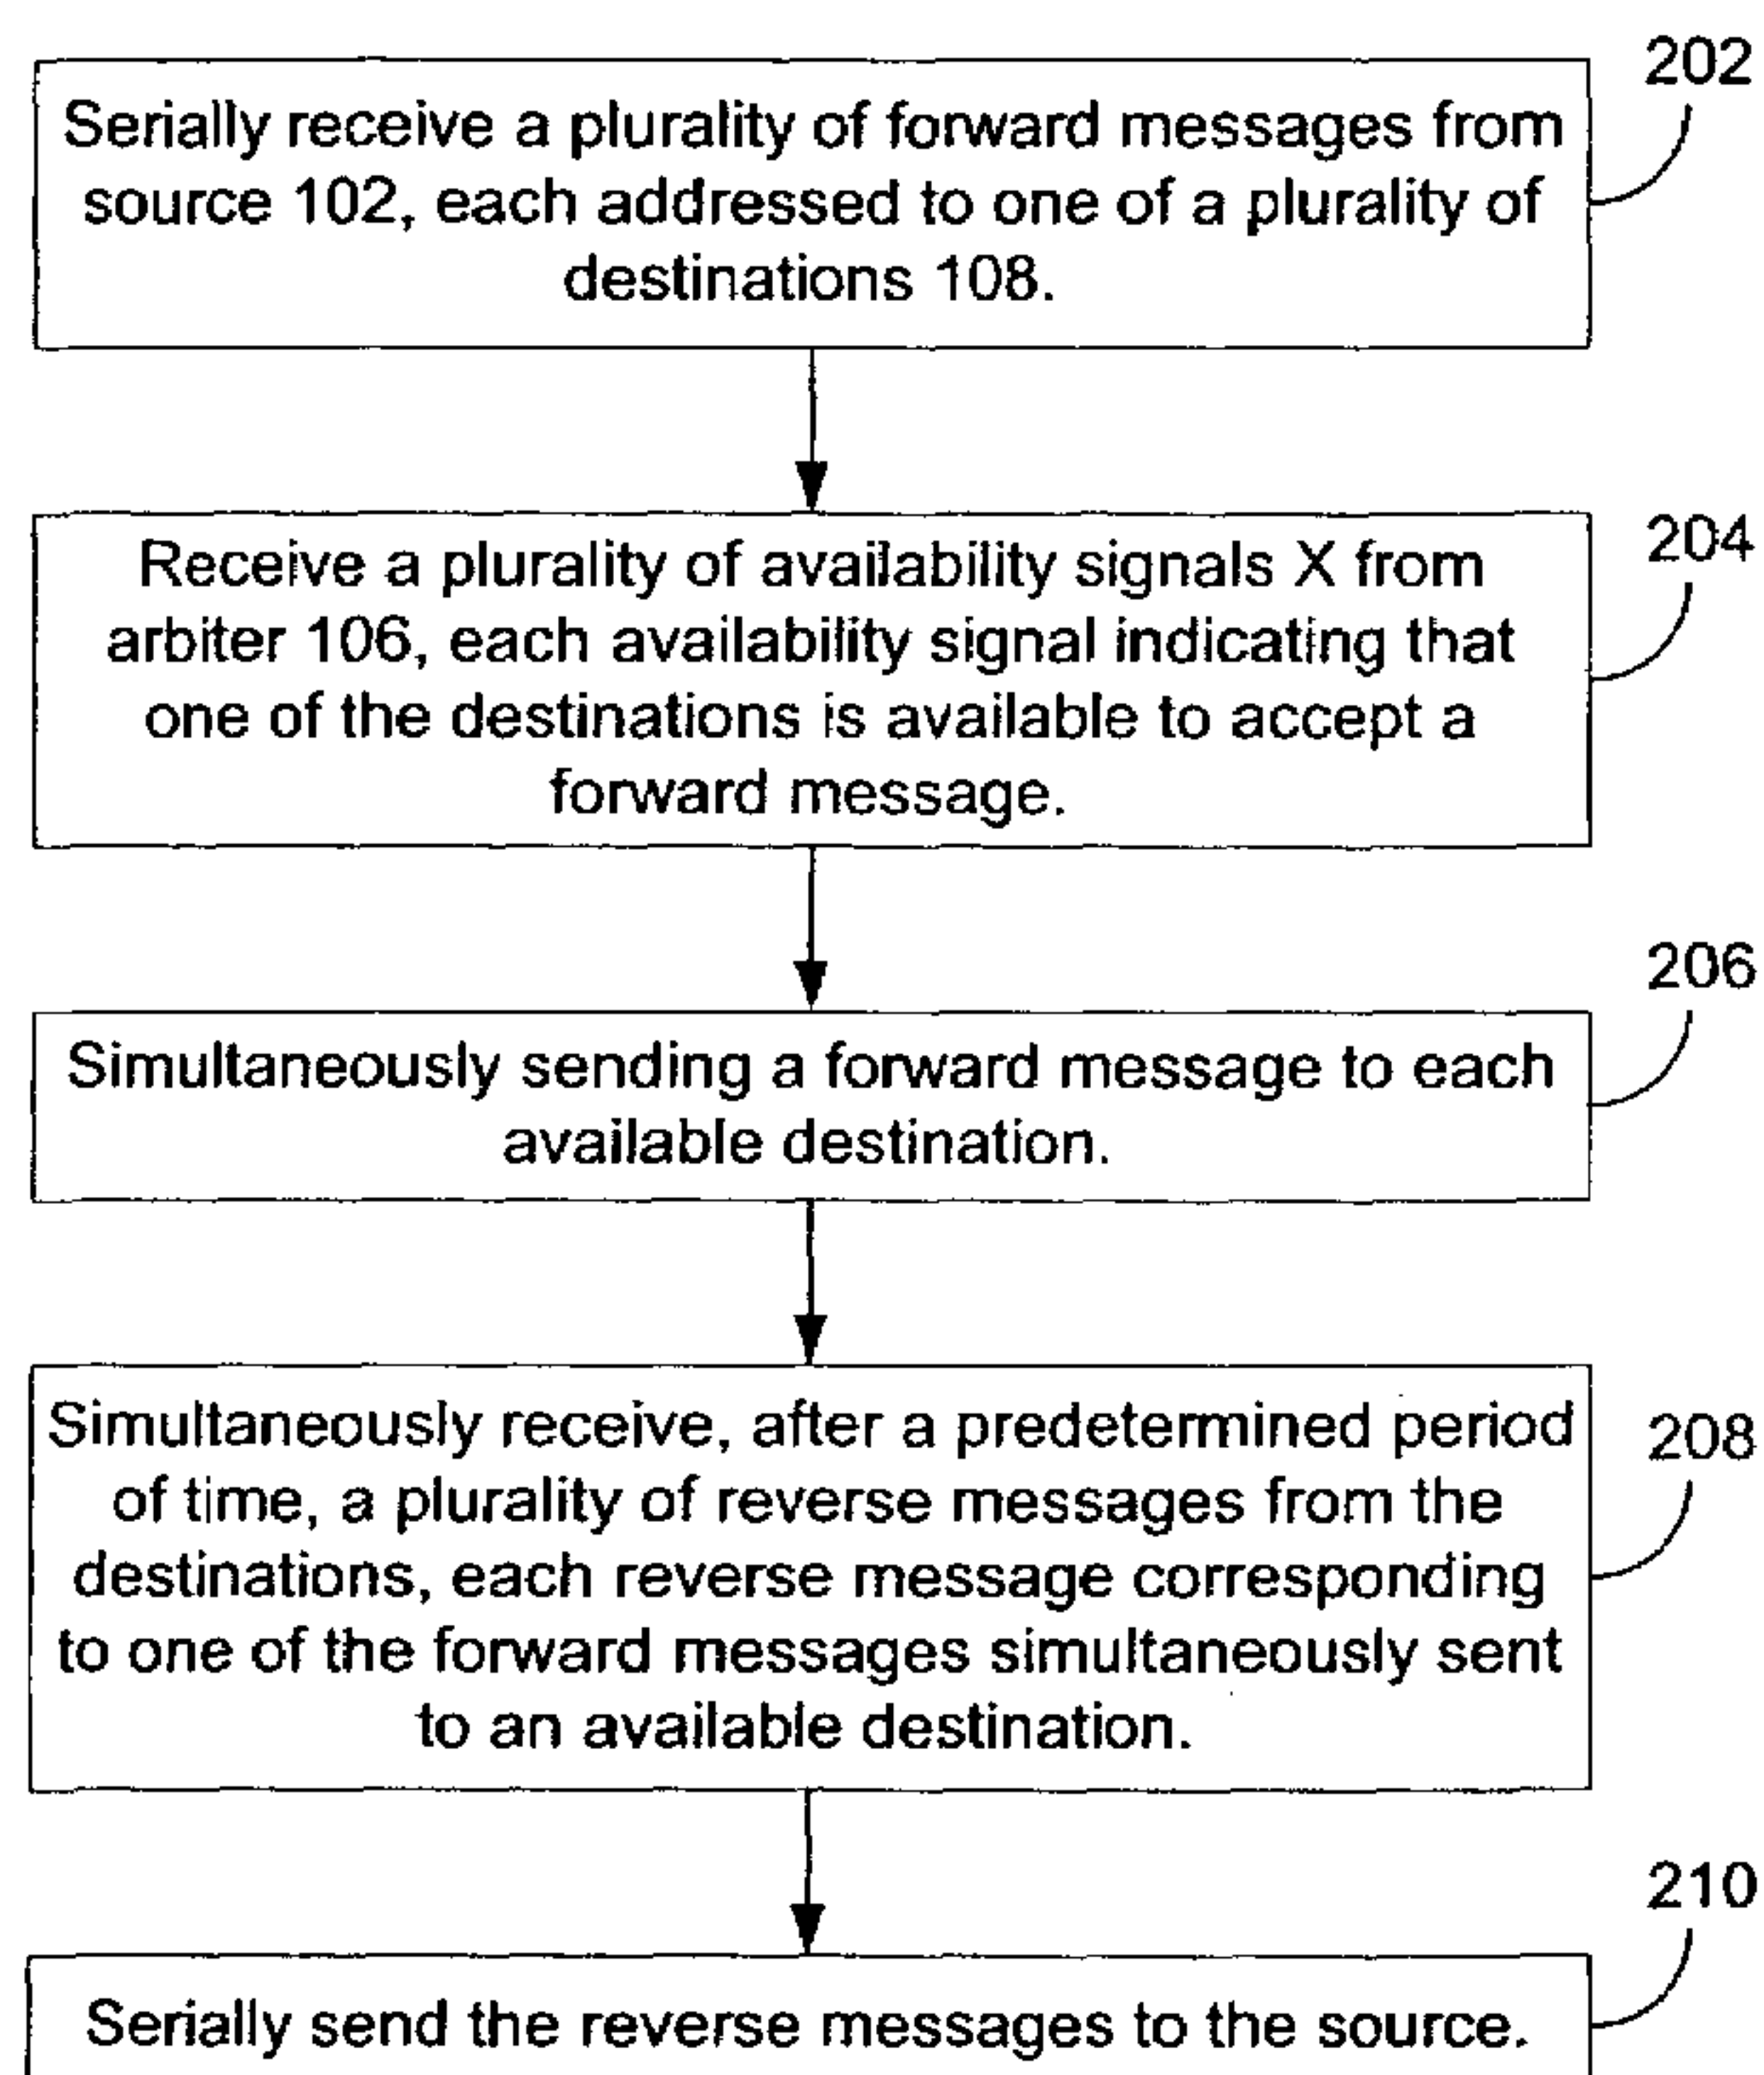 202
Serially receive a plurality of forward messages from
source 102, each addressed to one of a plurality of
destinations 108.
204
Receive a plurality of availability signals X from
arbiter 106, each availability signal indicating that
one of the destinations is available to accept a
forward message.
206
Simultaneously sending a forward message to each
available destination.
208
Simultaneously receive, after a predetermined period
of time, a plurality of reverse messages from the
destinations, each reverse message corresponding
to one of the forward messages simultaneously sent
to an available destination.
210
Serially send the reverse messages to the source.